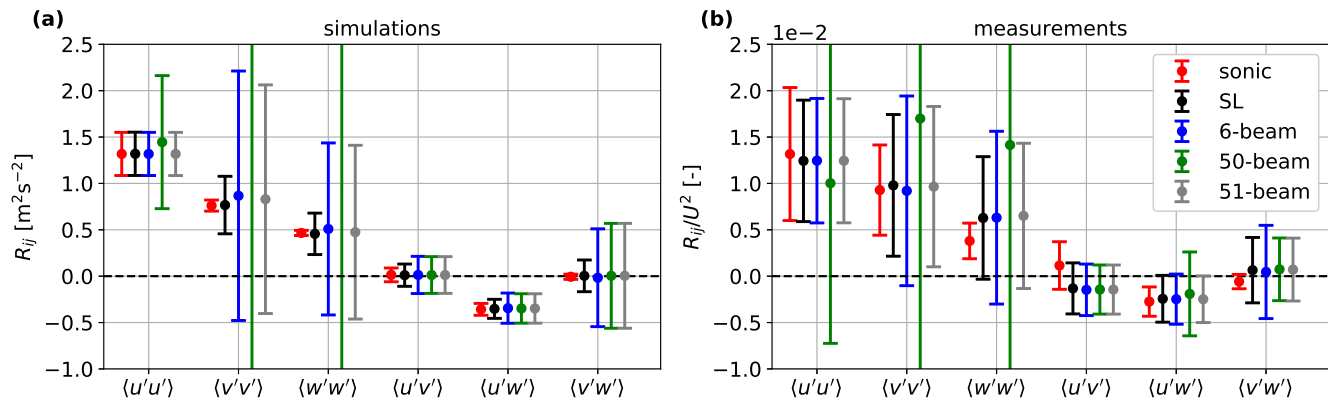 (a) simulations
2.5
2.0
1.5
1.0
0.5
0.0
−0.5
−1.0
R_ij [m²s⁻²]
⟨u′u′⟩ ⟨v′v′⟩ ⟨w′w′⟩ ⟨u′v′⟩ ⟨u′w′⟩ ⟨v′w′⟩
(b) measurements
1e−2
2.5
2.0
1.5
1.0
0.5
0.0
−0.5
−1.0
R_ij/U² [-]
sonic
SL
6-beam
50-beam
51-beam
⟨u′u′⟩ ⟨v′v′⟩ ⟨w′w′⟩ ⟨u′v′⟩ ⟨u′w′⟩ ⟨v′w′⟩